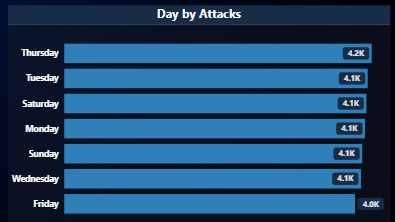 Day by Attacks
Thursday 4.2K
Tuesday 4.1K
Saturday 4.1K
Monday 4.1K
Sunday 4.1K
Wednesday 4.1K
Friday 4.0K